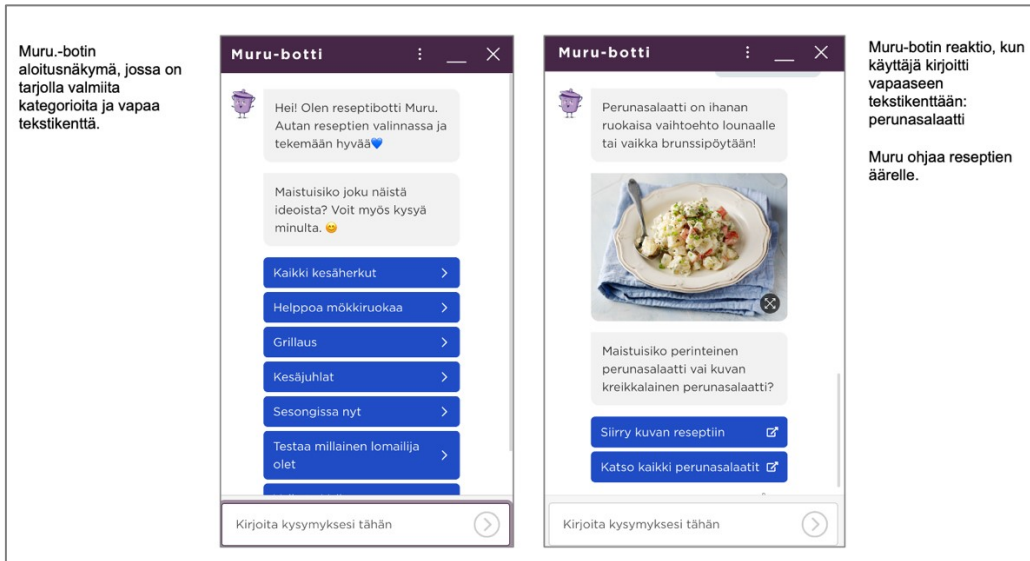 Muru.-botin
aloitusnäkymä, jossa on
tarjolla valmiita
kategorioita ja vapaa
tekstikenttä.
Muru-botti
Hei! Olen reseptibotti Muru.
Autan reseptien valinnassa ja
tekemään hyvää💙
Maistuisiko joku näistä
ideoista? Voit myös kysyä
minulta. 😊
Kaikki kesäherkut
Helppoa mökkiruokaa
Grillaus
Kesäjuhlat
Sesongissa nyt
Testaa millainen lomailija
olet
Kirjoita kysymyksesi tähän
Muru-botti
Perunasalaatti on ihanan
ruokaisa vaihtoehto lounaalle
tai vaikka brunssipöytään!
Maistuisiko perinteinen
perunasalaatti vai kuvan
kreikkalainen perunasalaatti?
Siirry kuvan reseptiin
Katso kaikki perunasalaatit
Kirjoita kysymyksesi tähän
Muru-botin reaktio, kun
käyttäjä kirjoitti
vapaaseen
tekstikenttään:
perunasalaatti
Muru ohjaa reseptien
äärelle.